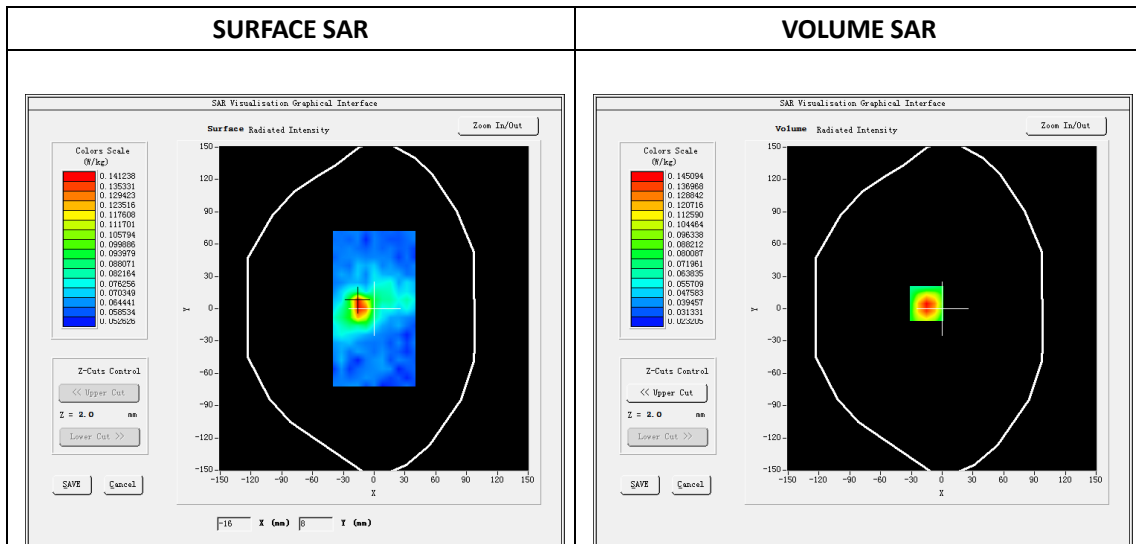 SURFACE SAR
VOLUME SAR
SAR Visualisation Graphical Interface
Surface Radiated Intensity
Zoom In/Out
Colors Scale
(W/kg)
0.141238
0.135331
0.129423
0.123516
0.117608
0.111701
0.105794
0.099886
0.093979
0.088071
0.082164
0.076256
0.070349
0.064441
0.058534
0.052626
Z-Cuts Control
<< Upper Cut
Z = 2.0 mm
Lower Cut >>
SAVE Cancel
150
120
90
60
30
0
-30
-60
-90
-120
-150
Y
-150 -120 -90 -60 -30 0 30 60 90 120 150
X
-16 X (mm) 8 Y (mm)
SAR Visualisation Graphical Interface
Volume Radiated Intensity
Zoom In/Out
Colors Scale
(W/kg)
0.145094
0.136968
0.128842
0.120716
0.112590
0.104464
0.096338
0.088212
0.080087
0.071961
0.063835
0.055709
0.047583
0.039457
0.031331
0.023205
Z-Cuts Control
<< Upper Cut
Z = 2.0 mm
Lower Cut >>
SAVE Cancel
150
120
90
60
30
0
-30
-60
-90
-120
-150
Y
-150 -120 -90 -60 -30 0 30 60 90 120 150
X